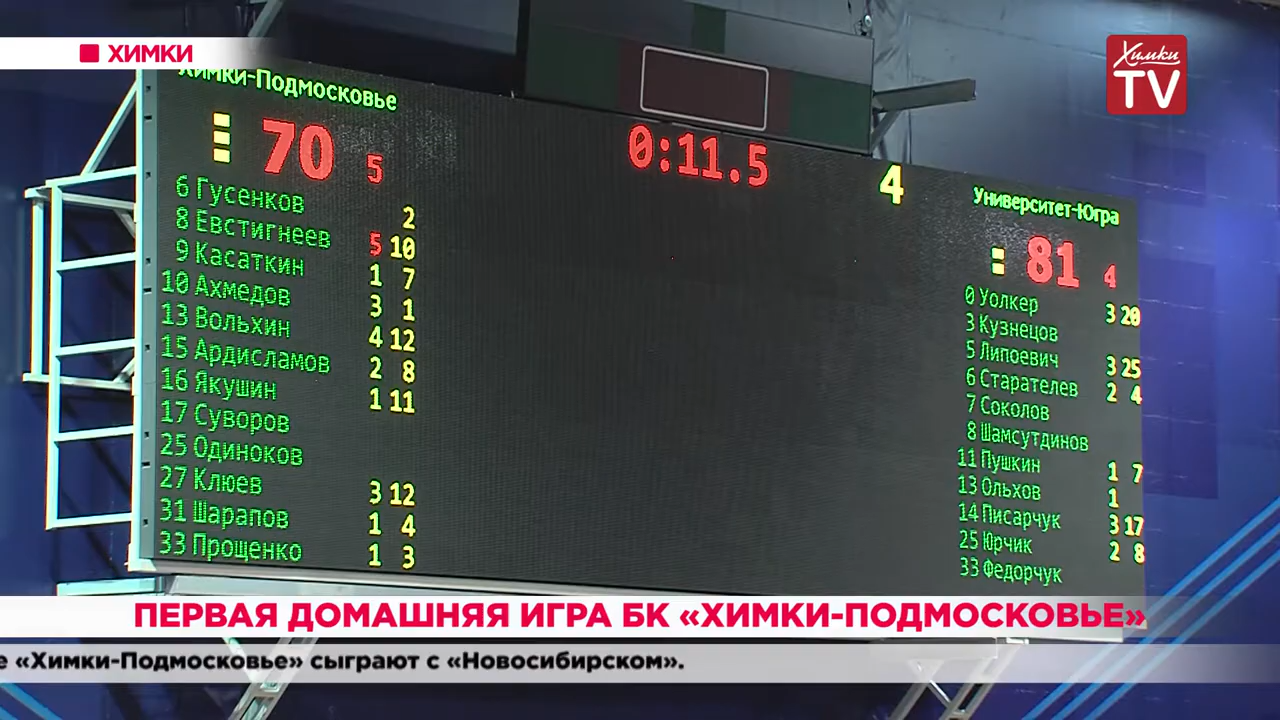 ХИМКИ
Химки
TV
Химки-Подмосковье
70 5
0:11.5
4
Университет-Югра
81 4
6 Гусенков 2
8 Евстигнеев 5 10
9 Касаткин 1 7
10 Ахмедов 3 1
13 Вольхин 4 12
15 Ардисламов 2 8
16 Якушин 1 11
17 Суворов
25 Одиноков
27 Клюев 3 12
31 Шарапов 1 4
33 Прощенко 1 3
0 Уолкер 3 20
3 Кузнецов
5 Липоевич 3 25
6 Старателев 2 4
7 Соколов
8 Шамсутдинов
11 Пушкин 1 7
13 Ольхов 1
14 Писарчук 3 17
25 Юрчик 2 8
33 Федорчук
ПЕРВАЯ ДОМАШНЯЯ ИГРА БК «ХИМКИ-ПОДМОСКОВЬЕ»
е «Химки-Подмосковье» сыграют с «Новосибирском».